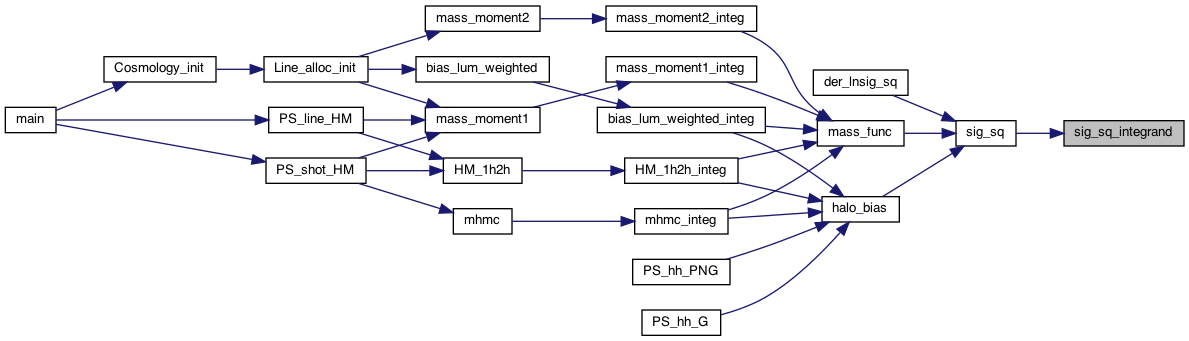 mass_moment2
mass_moment2_integ
Cosmology_init
Line_alloc_init
bias_lum_weighted
mass_moment1_integ
der_lnsig_sq
main
PS_line_HM
mass_moment1
bias_lum_weighted_integ
mass_func
sig_sq
sig_sq_integrand
PS_shot_HM
HM_1h2h
HM_1h2h_integ
mhmc
mhmc_integ
halo_bias
PS_hh_PNG
PS_hh_G